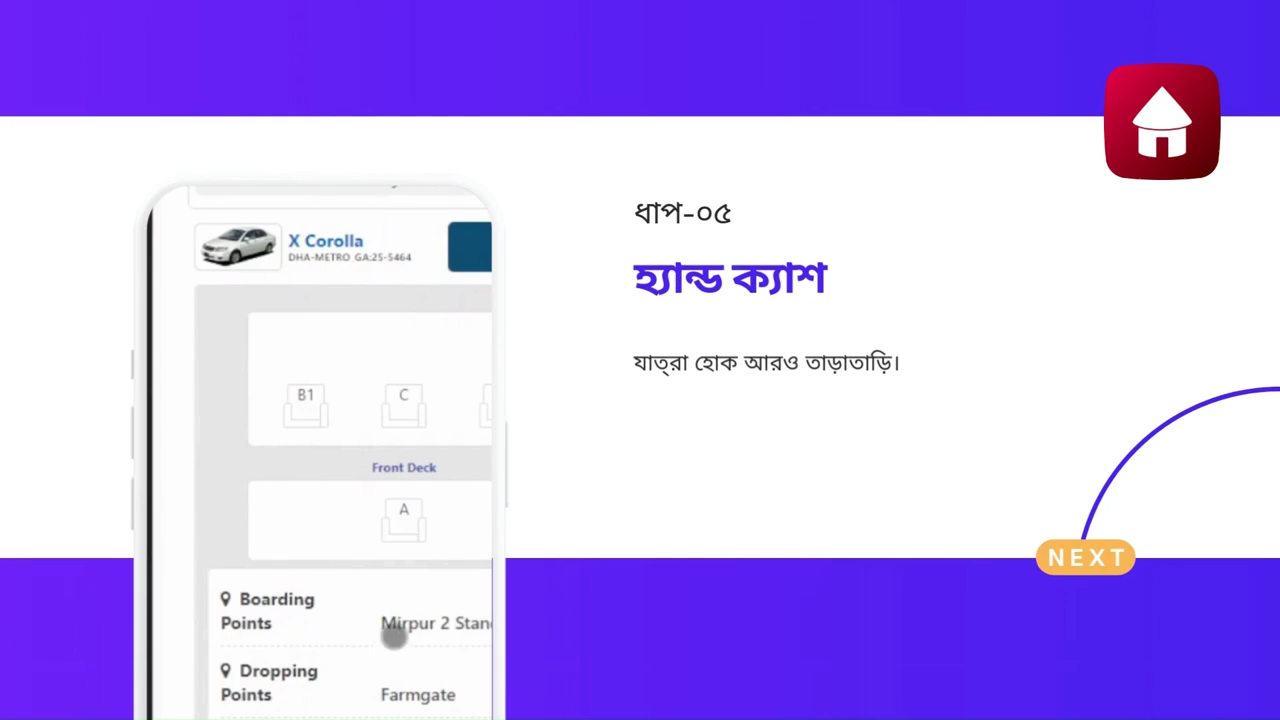 ধাপ-০৫
হ্যান্ড ক্যাশ
যাত্রা হোক আরও তাড়াতাড়ি।
X Corolla
DHA-METRO GA:25-5464
B1
C
Front Deck
A
Boarding
Points
Mirpur 2
Dropping
Points
Farmgate
NEXT